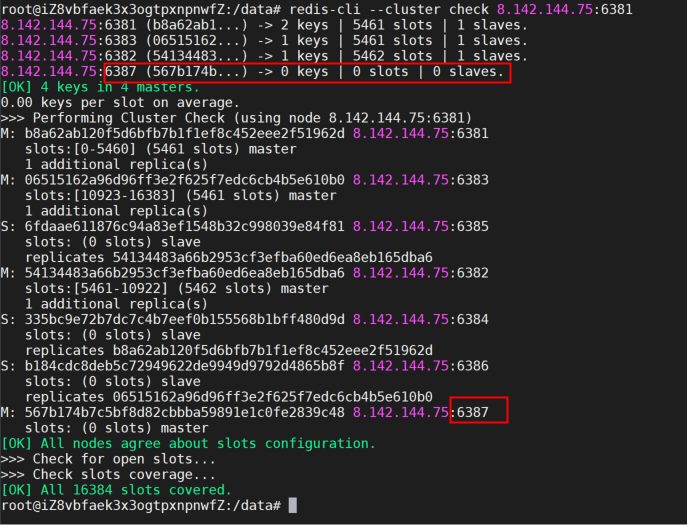 root@iZ8vbfaek3x3ogtpxnpnwfZ:/data# redis-cli --cluster check 8.142.144.75:6381
8.142.144.75:6381 (b8a62ab1...) -> 2 keys | 5461 slots | 1 slaves.
8.142.144.75:6383 (06515162...) -> 1 keys | 5461 slots | 1 slaves.
8.142.144.75:6382 (54134483...) -> 1 keys | 5462 slots | 1 slaves.
8.142.144.75:6387 (567b174b...) -> 0 keys | 0 slots | 0 slaves.
[OK] 4 keys in 4 masters.
0.00 keys per slot on average.
>>> Performing Cluster Check (using node 8.142.144.75:6381)
M: b8a62ab120f5d6bfb7b1f1ef8c452eee2f51962d 8.142.144.75:6381
   slots:[0-5460] (5461 slots) master
   1 additional replica(s)
M: 06515162a96d96ff3e2f625f7edc6cb4b5e610b0 8.142.144.75:6383
   slots:[10923-16383] (5461 slots) master
   1 additional replica(s)
S: 6fdaae611876c94a83ef1548b32c998039e84f81 8.142.144.75:6385
   slots: (0 slots) slave
   replicates 54134483a66b2953cf3efba60ed6ea8eb165dba6
M: 54134483a66b2953cf3efba60ed6ea8eb165dba6 8.142.144.75:6382
   slots:[5461-10922] (5462 slots) master
   1 additional replica(s)
S: 335bc9e72b7dc7c4b7eef0b155568b1bff480d9d 8.142.144.75:6384
   slots: (0 slots) slave
   replicates b8a62ab120f5d6bfb7b1f1ef8c452eee2f51962d
S: b184cdc8deb5c72949622de9949d9792d4865b8f 8.142.144.75:6386
   slots: (0 slots) slave
   replicates 06515162a96d96ff3e2f625f7edc6cb4b5e610b0
M: 567b174b7c5bf8d82cbbba59891e1c0fe2839c48 8.142.144.75:6387
   slots: (0 slots) master
[OK] All nodes agree about slots configuration.
>>> Check for open slots...
>>> Check slots coverage...
[OK] All 16384 slots covered.
root@iZ8vbfaek3x3ogtpxnpnwfZ:/data#